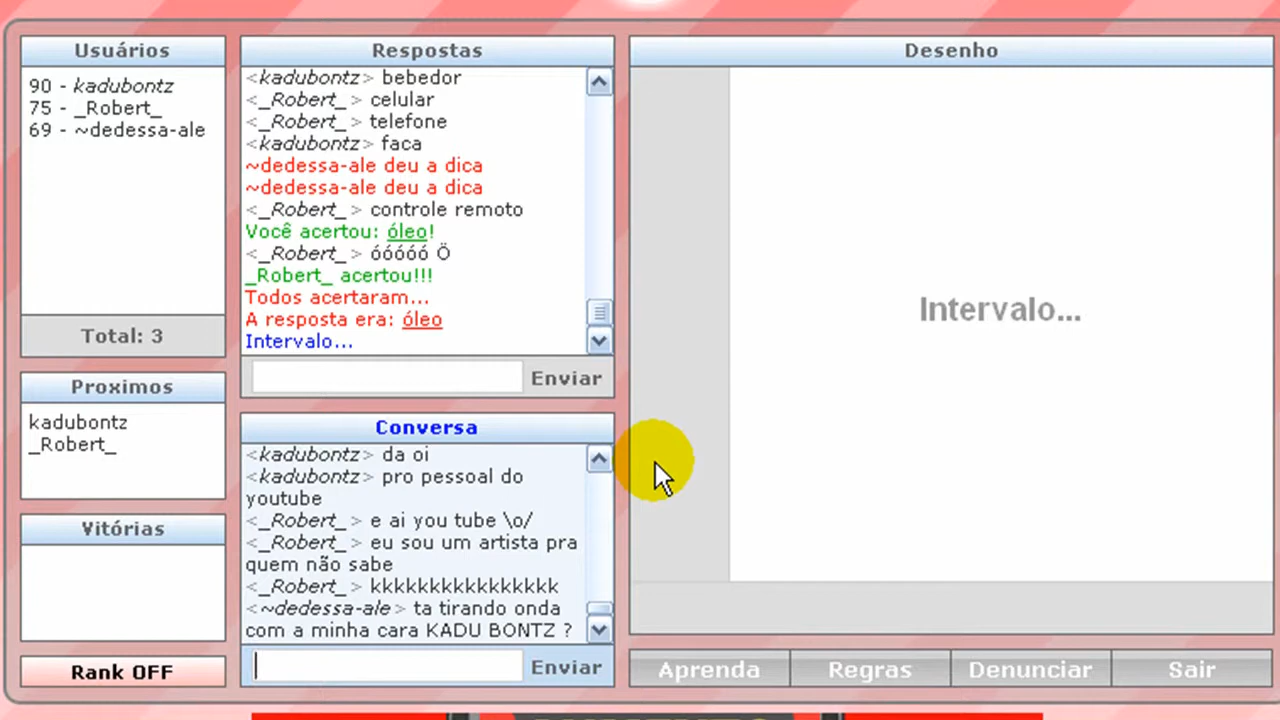 Usuários
90 - kadubontz
75 - _Robert_
69 - ~dedessa-ale
Total: 3
Proximos
kadubontz
_Robert_
Vitórias
Rank OFF
Respostas
<kadubontz> bebedor
<_Robert_> celular
<_Robert_> telefone
<kadubontz> faca
~dedessa-ale deu a dica
~dedessa-ale deu a dica
<_Robert_> controle remoto
Você acertou: óleo!
<_Robert_> óóóóó Ö
_Robert_ acertou!!!
Todos acertaram...
A resposta era: óleo
Intervalo...
Enviar
Conversa
<kadubontz> da oi
<kadubontz> pro pessoal do
youtube
<_Robert_> e ai you tube \o/
<_Robert_> eu sou um artista pra
quem não sabe
<_Robert_> kkkkkkkkkkkkkkkk
<~dedessa-ale> ta tirando onda
com a minha cara KADU BONTZ ?
Enviar
Desenho
Intervalo...
Aprenda
Regras
Denunciar
Sair